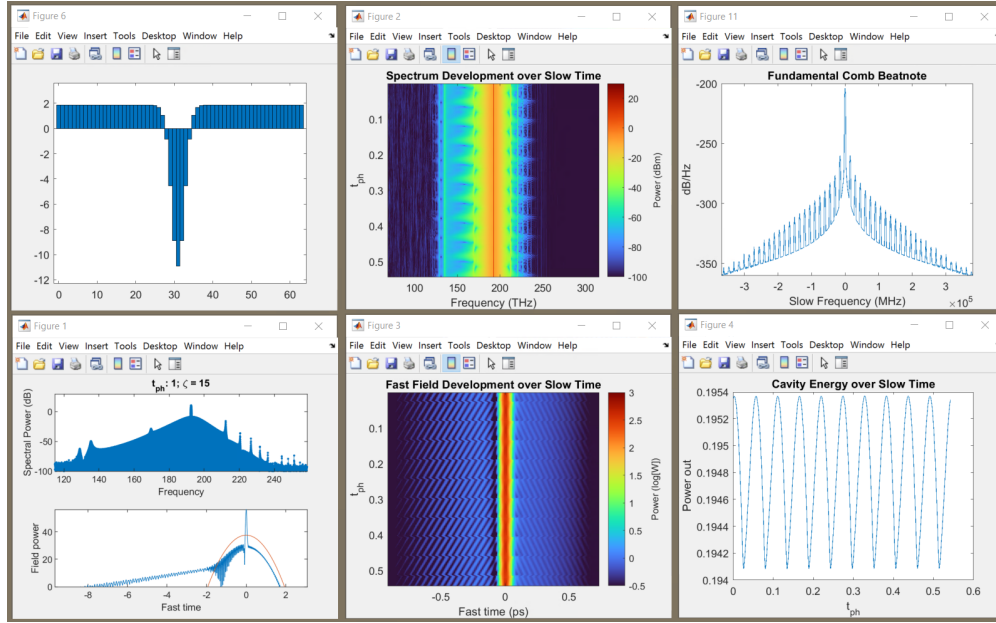 Figure 6
File Edit View Insert Tools Desktop Window Help
2
0
-2
-4
-6
-8
-10
-12
0 10 20 30 40 50 60
Figure 2
File Edit View Insert Tools Desktop Window Help
Spectrum Development over Slow Time
0.1
0.2
0.3
0.4
0.5
t_ph
100 150 200 250 300
Frequency (THz)
20
0
-20
-40
-60
-80
-100
Power (dBm)
Figure 11
File Edit View Insert Tools Desktop Window Help
Fundamental Comb Beatnote
-200
-250
-300
-350
dB/Hz
-2 0 2
Slow Frequency (MHz)
×10^5
Figure 1
File Edit View Insert Tools Desktop Window Help
t_ph: 1; ζ = 15
0
-50
-100
Spectral Power (dB)
120 140 160 180 200 220 240
Frequency
40
20
0
Field power
-8 -6 -4 -2 0 2
Fast time
Figure 3
File Edit View Insert Tools Desktop Window Help
Fast Field Development over Slow Time
0.1
0.2
0.3
0.4
0.5
t_ph
-0.5 0 0.5
Fast time (ps)
3
2.5
2
1.5
1
0.5
0
-0.5
Power (log[W])
Figure 4
File Edit View Insert Tools Desktop Window Help
Cavity Energy over Slow Time
0.1954
0.1952
0.195
0.1948
0.1946
0.1944
0.1942
0.194
Power out
0 0.1 0.2 0.3 0.4 0.5 0.6
t_ph